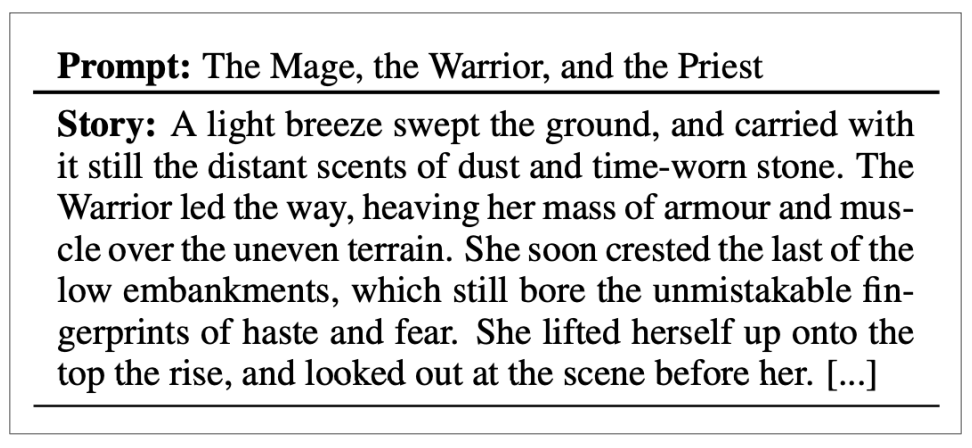 Prompt: The Mage, the Warrior, and the Priest
Story: A light breeze swept the ground, and carried with
it still the distant scents of dust and time-worn stone. The
Warrior led the way, heaving her mass of armour and mus-
cle over the uneven terrain. She soon crested the last of the
low embankments, which still bore the unmistakable fin-
gerprints of haste and fear. She lifted herself up onto the
top the rise, and looked out at the scene before her. [...]